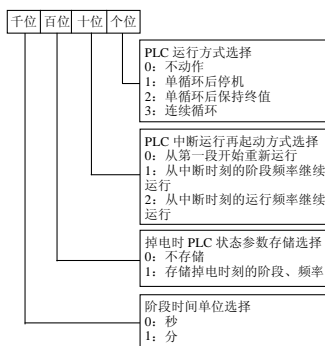 千位 百位 十位 个位
PLC 运行方式选择
0：不动作
1：单循环后停机
2：单循环后保持终值
3：连续循环
PLC 中断运行再起动方式选择
0：从第一段开始重新运行
1：从中断时刻的阶段频率继续
运行
2：从中断时刻的运行频率继续
运行
掉电时 PLC 状态参数存储选择
0：不存储
1：存储掉电时刻的阶段、频率
阶段时间单位选择
0：秒
1：分